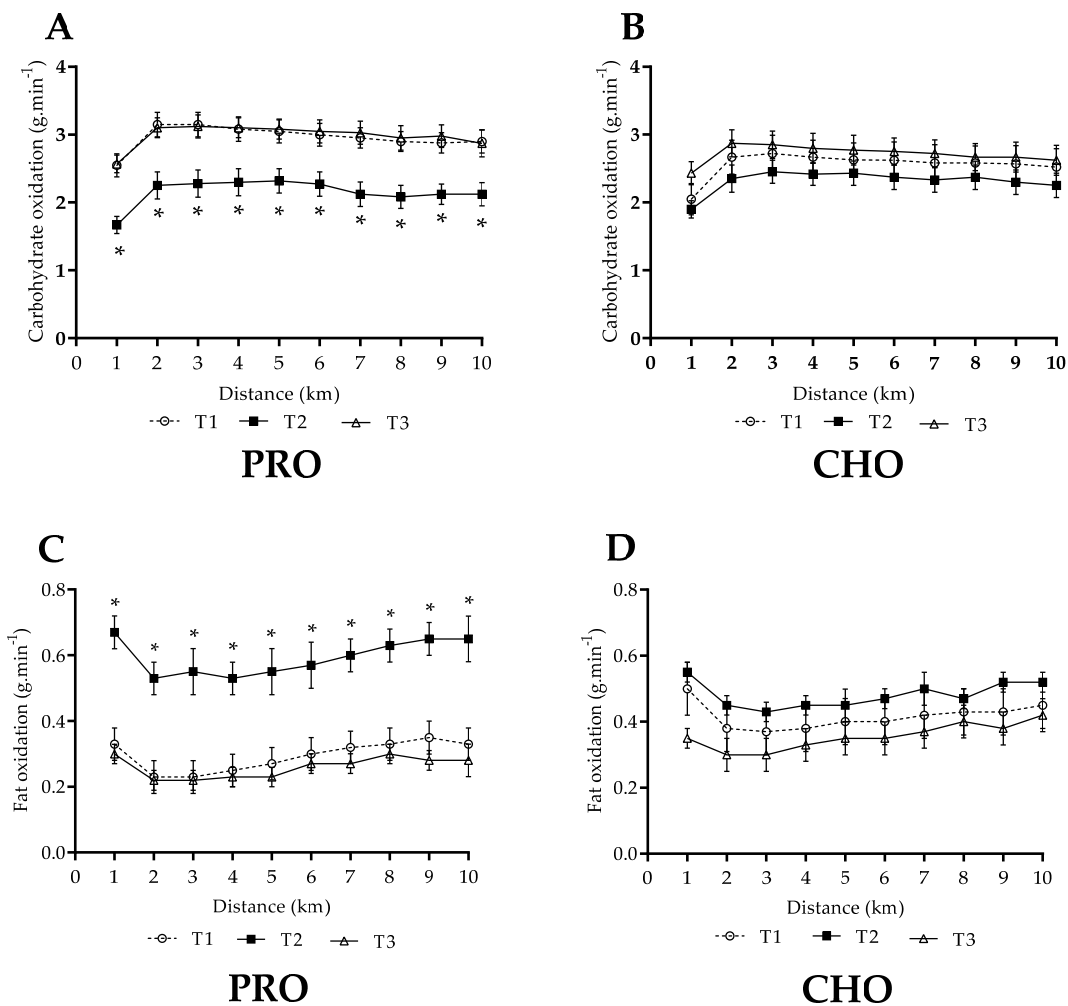 A
Carbohydrate oxidation (g.min⁻¹)
4
3
2
1
0
* * * * * * * * * *
0 1 2 3 4 5 6 7 8 9 10
Distance (km)
T1 T2 T3
PRO
B
Carbohydrate oxidation (g.min⁻¹)
4
3
2
1
0
0 1 2 3 4 5 6 7 8 9 10
Distance (km)
T1 T2 T3
CHO
C
Fat oxidation (g.min⁻¹)
0.8
0.6
0.4
0.2
0.0
* * * * * * * * * *
0 1 2 3 4 5 6 7 8 9 10
Distance (km)
T1 T2 T3
PRO
D
Fat oxidation (g.min⁻¹)
0.8
0.6
0.4
0.2
0.0
0 1 2 3 4 5 6 7 8 9 10
Distance (km)
T1 T2 T3
CHO